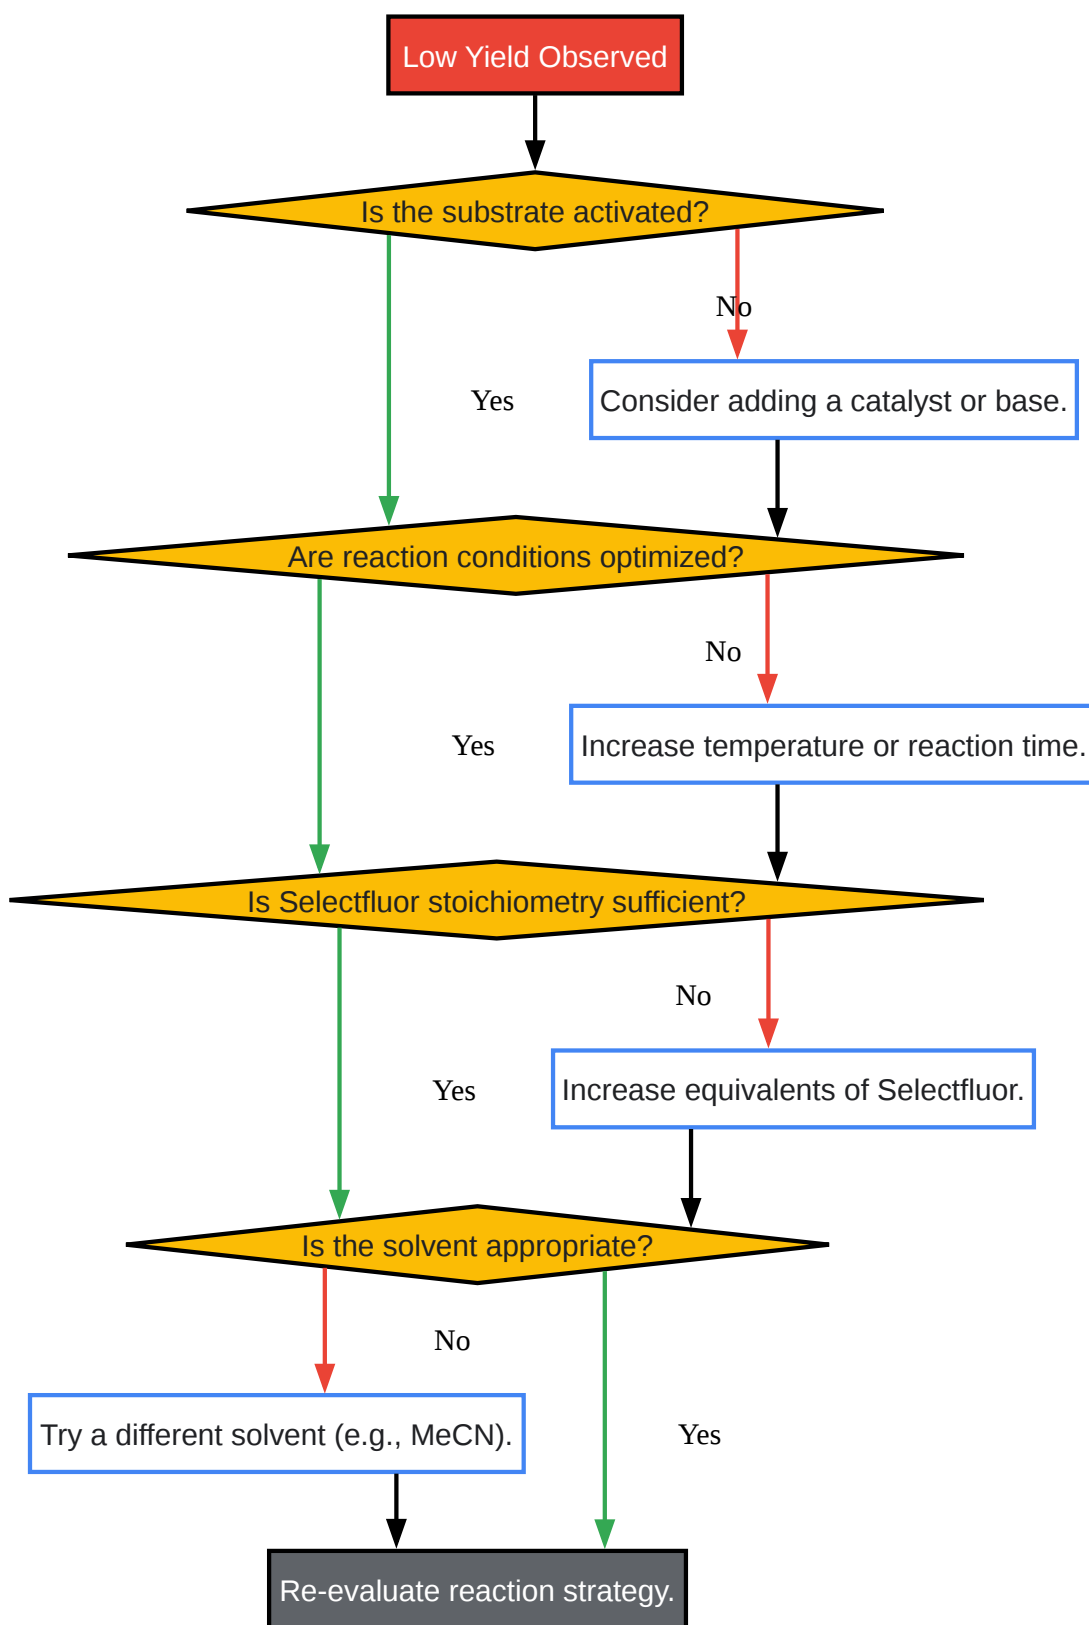 Low Yield Observed
Is the substrate activated?
No
Yes
Consider adding a catalyst or base.
Are reaction conditions optimized?
No
Yes
Increase temperature or reaction time.
Is Selectfluor stoichiometry sufficient?
No
Yes
Increase equivalents of Selectfluor.
Is the solvent appropriate?
No
Try a different solvent (e.g., MeCN).
Yes
Re-evaluate reaction strategy.